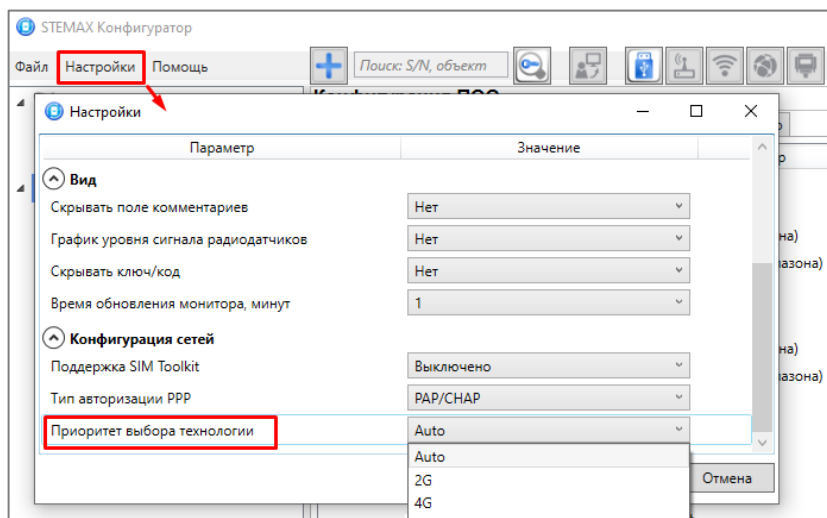 STEMAX Конфигуратор
Файл Настройки Помощь Поиск: S/N, объект
Настройки
Параметр Значение
Вид
Скрывать поле комментариев Нет
График уровня сигнала радиодатчиков Нет
на)
Скрывать ключ/код Нет
азона)
Время обновления монитора, минут 1
Конфигурация сетей
на)
Поддержка SIM Toolkit Выключено
азона)
Тип авторизации PPP PAP/CHAP
Приоритет выбора технологии Auto
Auto
2G
4G
Отмена